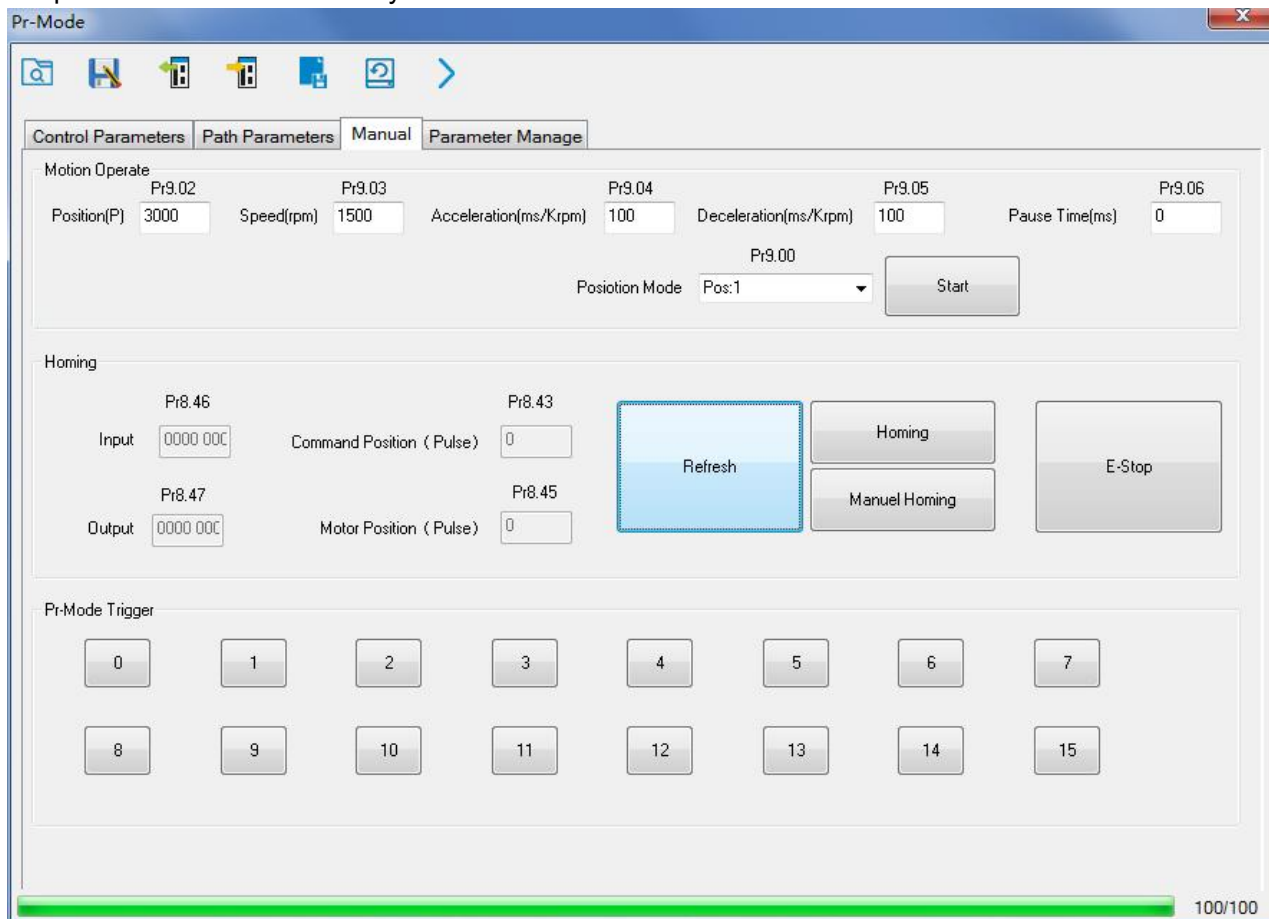 Pr-Mode
Control Parameters Path Parameters Manual Parameter Manage
Motion Operate
Pr9.02 Pr9.03 Pr9.04 Pr9.05 Pr9.06
Position(P) 3000 Speed(rpm) 1500 Acceleration(ms/Krpm) 100 Deceleration(ms/Krpm) 100 Pause Time(ms) 0
Pr9.00
Posiotion Mode Pos:1 Start
Homing
Pr8.46 Pr8.43
Input 0000 000 Command Position ( Pulse) 0 Refresh Homing E-Stop
Pr8.47 Pr8.45 Manuel Homing
Output 0000 000 Motor Position ( Pulse) 0
Pr-Mode Trigger
0 1 2 3 4 5 6 7
8 9 10 11 12 13 14 15
100/100